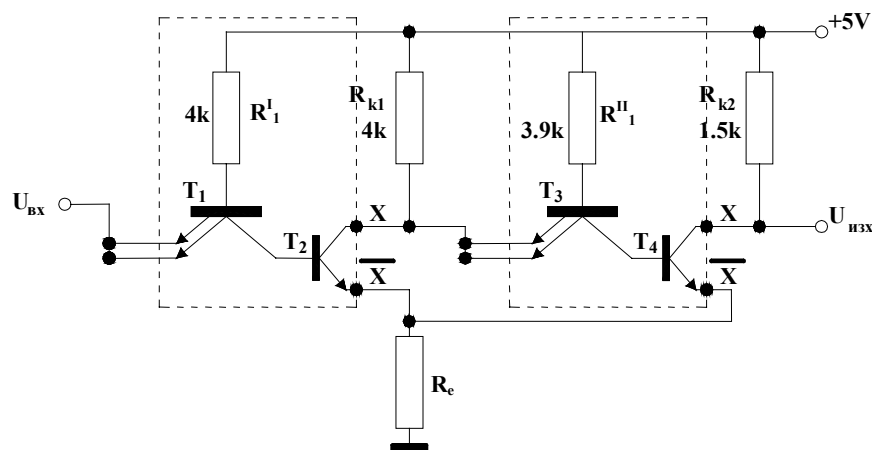 +5V
4k
R^I_1
R_k1
4k
3.9k
R^II_1
R_k2
1.5k
T_1
T_3
U_вх
X
T_2
X
X
T_4
X
U_изх
R_e